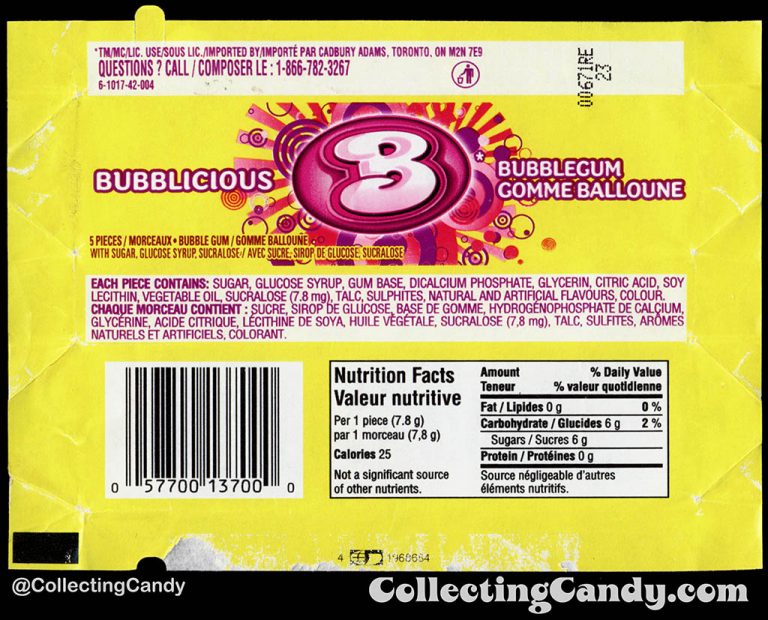 *TM/MC/LIC. USE/SOUS LIC./IMPORTED BY/IMPORTÉ PAR CADBURY ADAMS, TORONTO, ON M2N 7E9
QUESTIONS ? CALL / COMPOSER LE : 1-866-782-3267
6-1017-42-004
00671RE
23
BUBBLICIOUS
B*
BUBBLEGUM
GOMME BALLOUNE
5 PIECES / MORCEAUX • BUBBLE GUM / GOMME BALLOUNE
WITH SUGAR, GLUCOSE SYRUP, SUCRALOSE / AVEC SUCRE, SIROP DE GLUCOSE, SUCRALOSE
EACH PIECE CONTAINS: SUGAR, GLUCOSE SYRUP, GUM BASE, DICALCIUM PHOSPHATE, GLYCERIN, CITRIC ACID, SOY
LECITHIN, VEGETABLE OIL, SUCRALOSE (7.8 mg), TALC, SULPHITES, NATURAL AND ARTIFICIAL FLAVOURS, COLOUR.
CHAQUE MORCEAU CONTIENT : SUCRE, SIROP DE GLUCOSE, BASE DE GOMME, HYDROGÉNOPHOSPHATE DE CALCIUM,
GLYCÉRINE, ACIDE CITRIQUE, LÉCITHINE DE SOYA, HUILE VÉGÉTALE, SUCRALOSE (7,8 mg), TALC, SULFITES, ARÔMES
NATURELS ET ARTIFICIELS, COLORANT.
0 57700 13700 0
Nutrition Facts
Valeur nutritive
Per 1 piece (7.8 g)
par 1 morceau (7,8 g)
Calories 25
Not a significant source
of other nutrients.
Amount % Daily Value
Teneur % valeur quotidienne
Fat / Lipides 0 g 0 %
Carbohydrate / Glucides 6 g 2 %
Sugars / Sucres 6 g
Protein / Protéines 0 g
Source négligeable d'autres
éléments nutritifs.
4 1968664
@CollectingCandy
CollectingCandy.com